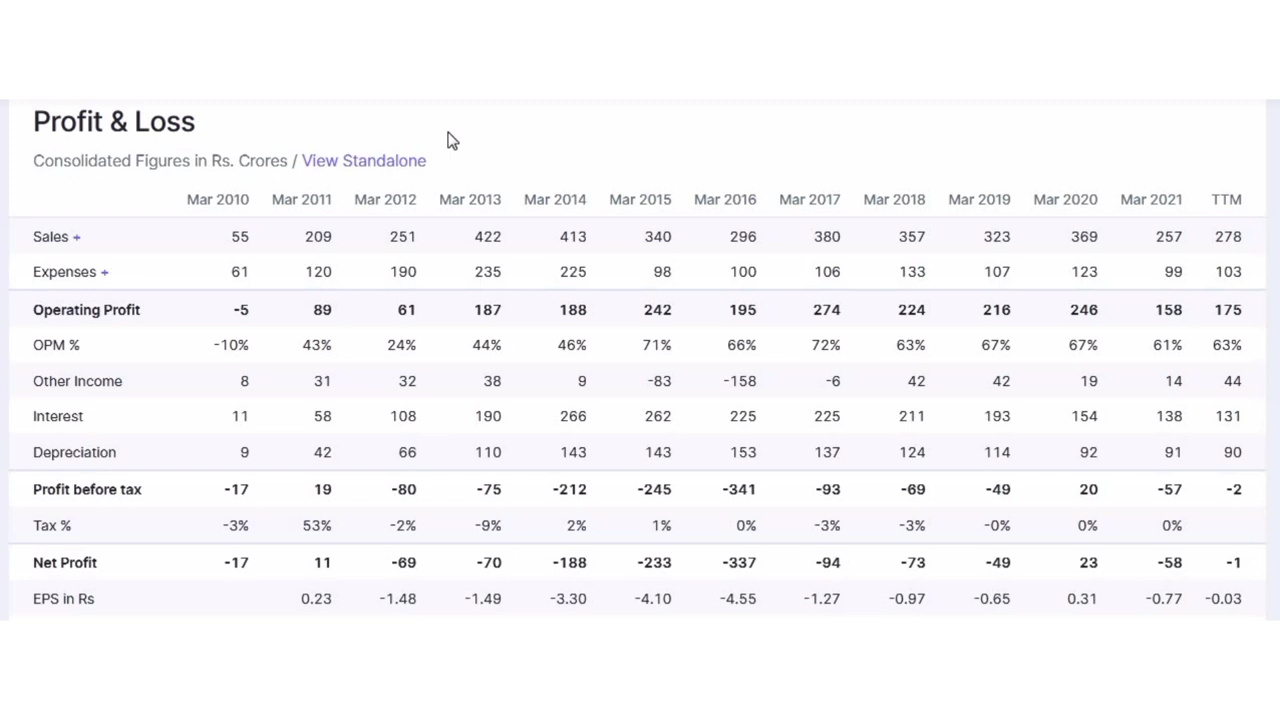 Profit & Loss
Consolidated Figures in Rs. Crores / View Standalone
Mar 2010 Mar 2011 Mar 2012 Mar 2013 Mar 2014 Mar 2015 Mar 2016 Mar 2017 Mar 2018 Mar 2019 Mar 2020 Mar 2021 TTM
Sales + 55 209 251 422 413 340 296 380 357 323 369 257 278
Expenses + 61 120 190 235 225 98 100 106 133 107 123 99 103
Operating Profit -5 89 61 187 188 242 195 274 224 216 246 158 175
OPM % -10% 43% 24% 44% 46% 71% 66% 72% 63% 67% 67% 61% 63%
Other Income 8 31 32 38 9 -83 -158 -6 42 42 19 14 44
Interest 11 58 108 190 266 262 225 225 211 193 154 138 131
Depreciation 9 42 66 110 143 143 153 137 124 114 92 91 90
Profit before tax -17 19 -80 -75 -212 -245 -341 -93 -69 -49 20 -57 -2
Tax % -3% 53% -2% -9% 2% 1% 0% -3% -3% -0% 0% 0%
Net Profit -17 11 -69 -70 -188 -233 -337 -94 -73 -49 23 -58 -1
EPS in Rs 0.23 -1.48 -1.49 -3.30 -4.10 -4.55 -1.27 -0.97 -0.65 0.31 -0.77 -0.03